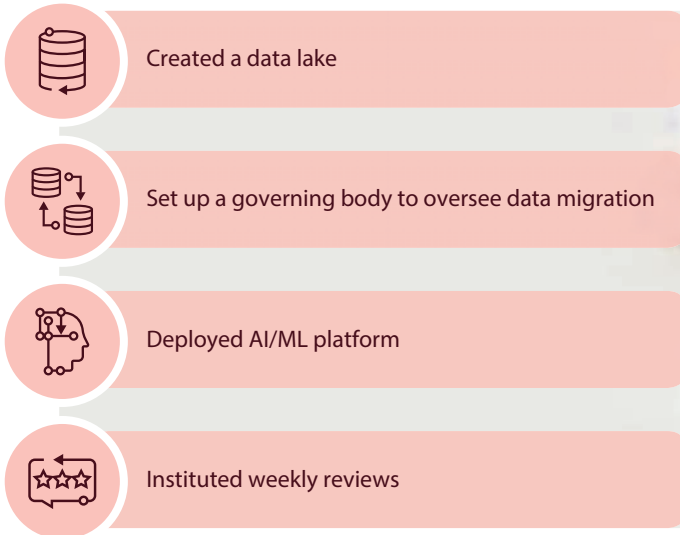 Created a data lake
Set up a governing body to oversee data migration
Deployed AI/ML platform
Instituted weekly reviews